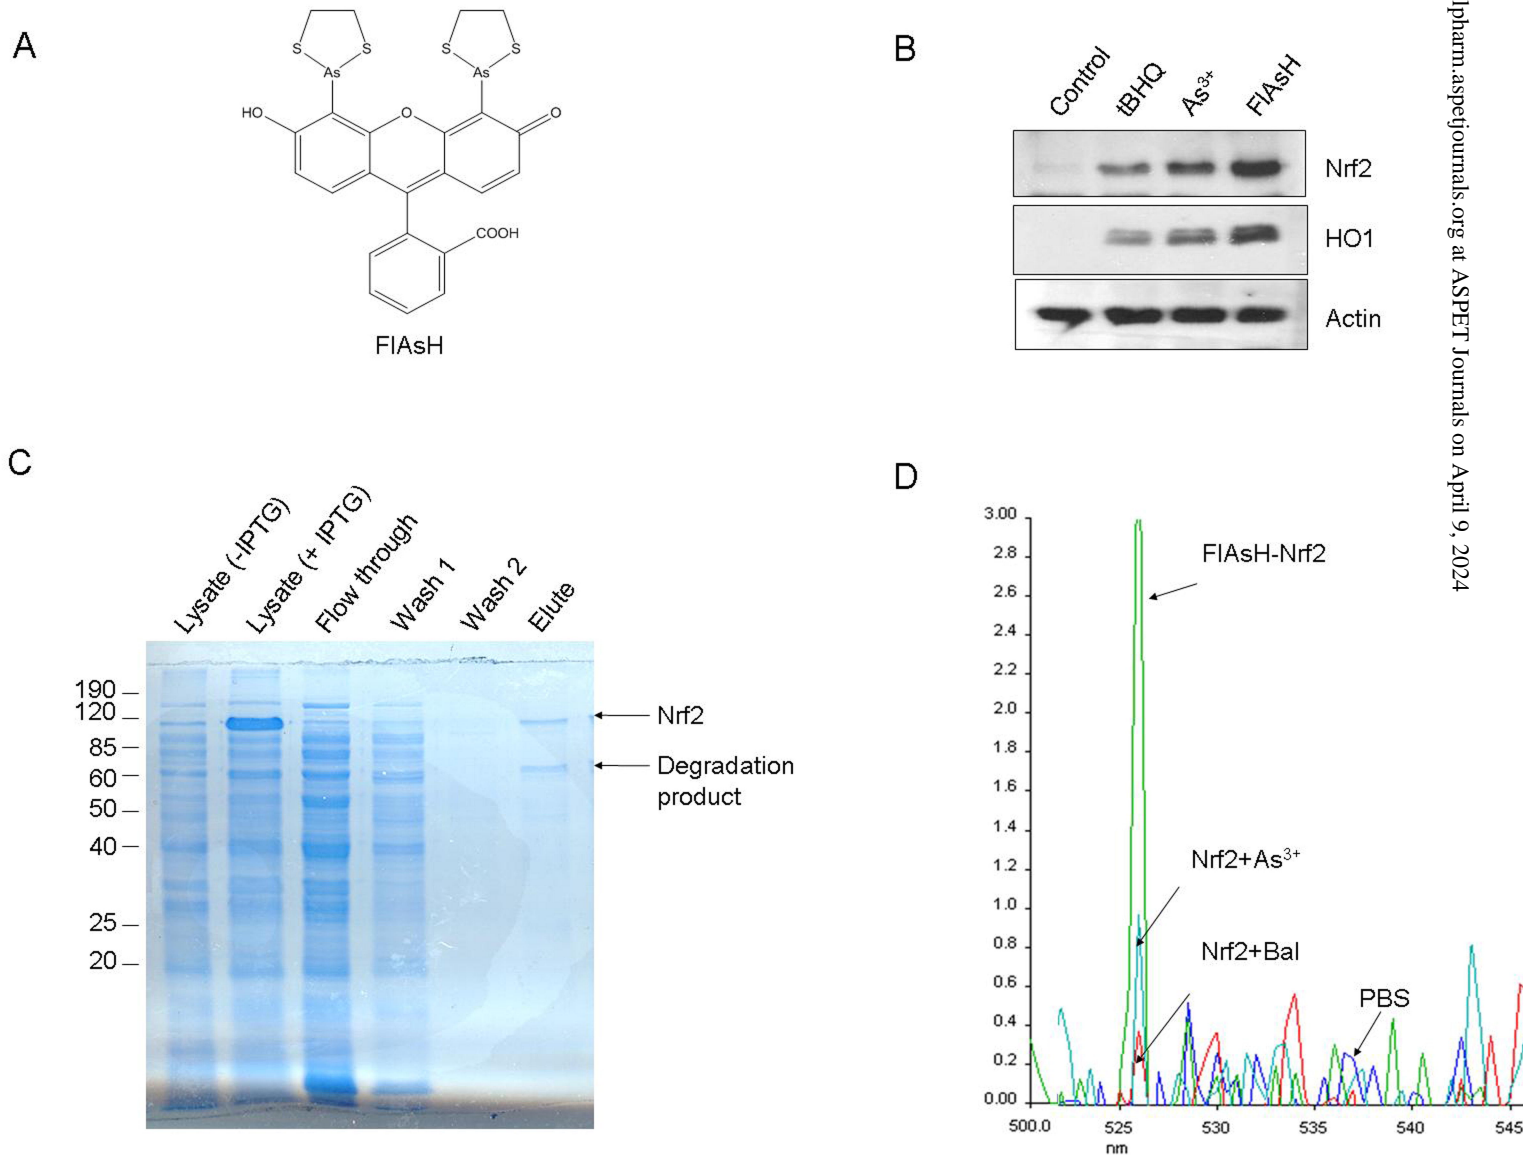 A
S
S
As
S
S
As
HO
O
O
COOH
FlAsH
B
Control
tBHQ
As3+
FlAsH
Nrf2
HO1
Actin
lpharm.aspetjournals.org at ASPET Journals on April 9, 2024
C
Lysate (-IPTG)
Lysate (+ IPTG)
Flow through
Wash 1
Wash 2
Elute
190
120
85
60
50
40
25
20
Nrf2
Degradation
product
D
3.00
2.8
2.6
2.4
2.2
2.0
1.8
1.6
1.4
1.2
1.0
0.8
0.6
0.4
0.2
0.00
FlAsH-Nrf2
Nrf2+As3+
Nrf2+Bal
PBS
500.0
525
530
535
540
545
nm